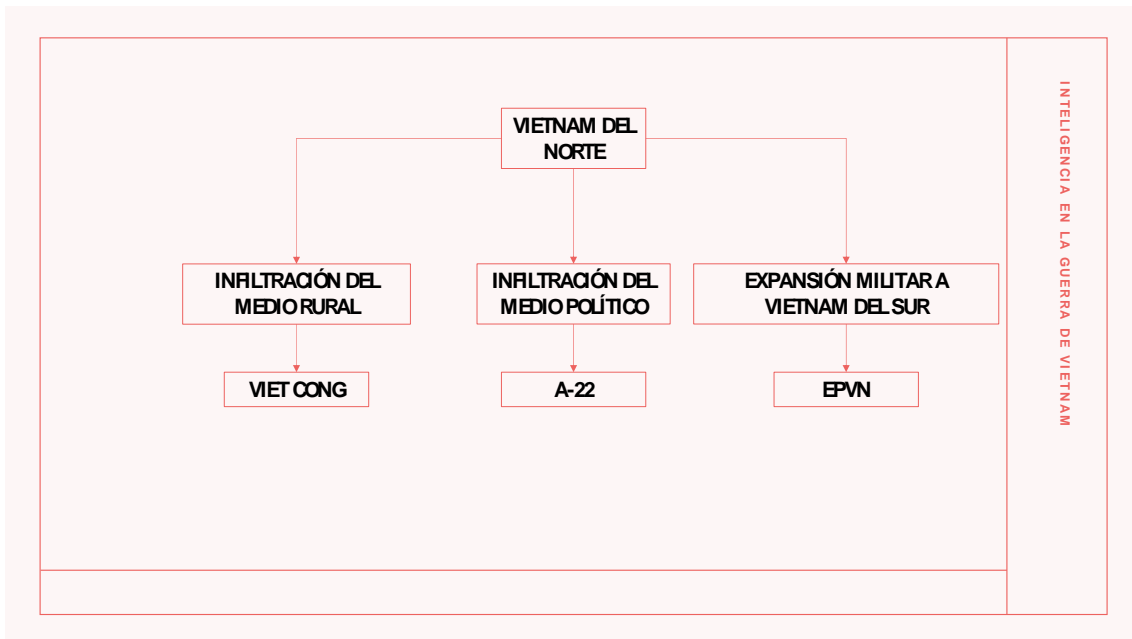 VIETNAM DEL
NORTE
INFILTRACIÓN DEL
MEDIO RURAL
INFILTRACIÓN DEL
MEDIO POLÍTICO
EXPANSIÓN MILITAR A
VIETNAM DEL SUR
VIET CONG
A-22
EPVN
INTELIGENCIA EN LA GUERRA DE VIETNAM